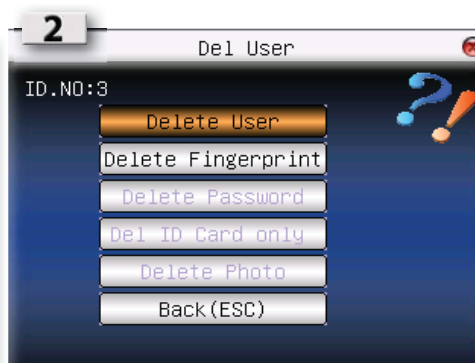 2
Del User
ID.NO:3
Delete User
Delete Fingerprint
Delete Password
Del ID Card only
Delete Photo
Back(ESC)